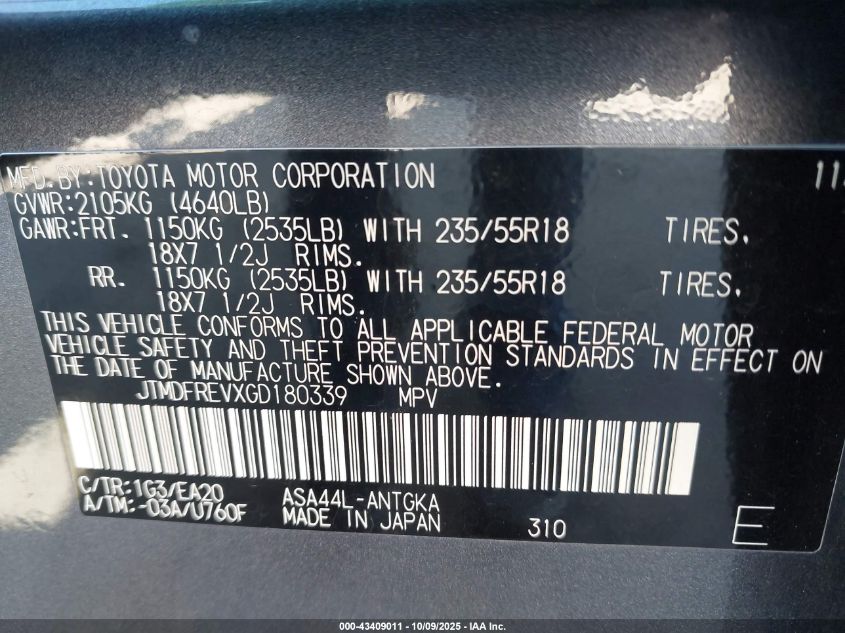 MFD. BY: TOYOTA MOTOR CORPORATION 11
GVWR: 2105KG (4640LB)
GAWR: FRT. 1150KG (2535LB) WITH 235/55R18 TIRES.
18X7 1/2J RIMS.
RR. 1150KG (2535LB) WITH 235/55R18 TIRES.
18X7 1/2J RIMS.
THIS VEHICLE CONFORMS TO ALL APPLICABLE FEDERAL MOTOR
VEHICLE SAFETY AND THEFT PREVENTION STANDARDS IN EFFECT ON
THE DATE OF MANUFACTURE SHOWN ABOVE.
JTMDFREVXGD180339 MPV
C/TR: 1G3/EA20
A/TM: -03A/U760F
ASA44L-ANTGKA
MADE IN JAPAN
310
E
000-43409011 - 10/09/2025 - IAA Inc.